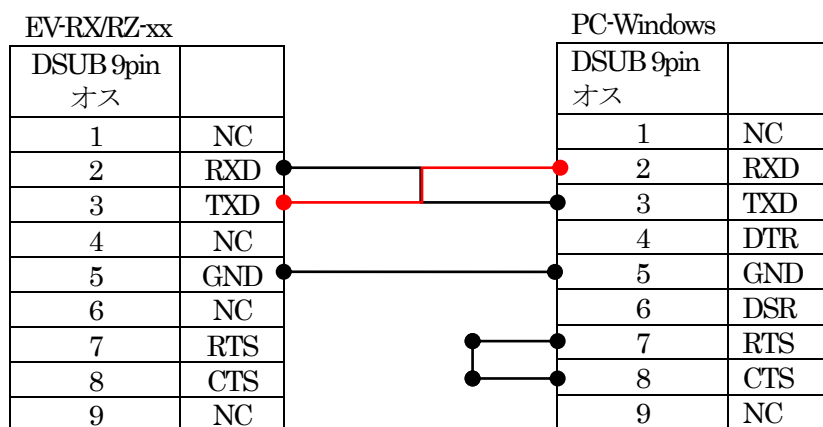 EV-RX/RZ-xx
DSUB 9pin
オス
1 NC
2 RXD
3 TXD
4 NC
5 GND
6 NC
7 RTS
8 CTS
9 NC
PC-Windows
DSUB 9pin
オス
1 NC
2 RXD
3 TXD
4 DTR
5 GND
6 DSR
7 RTS
8 CTS
9 NC